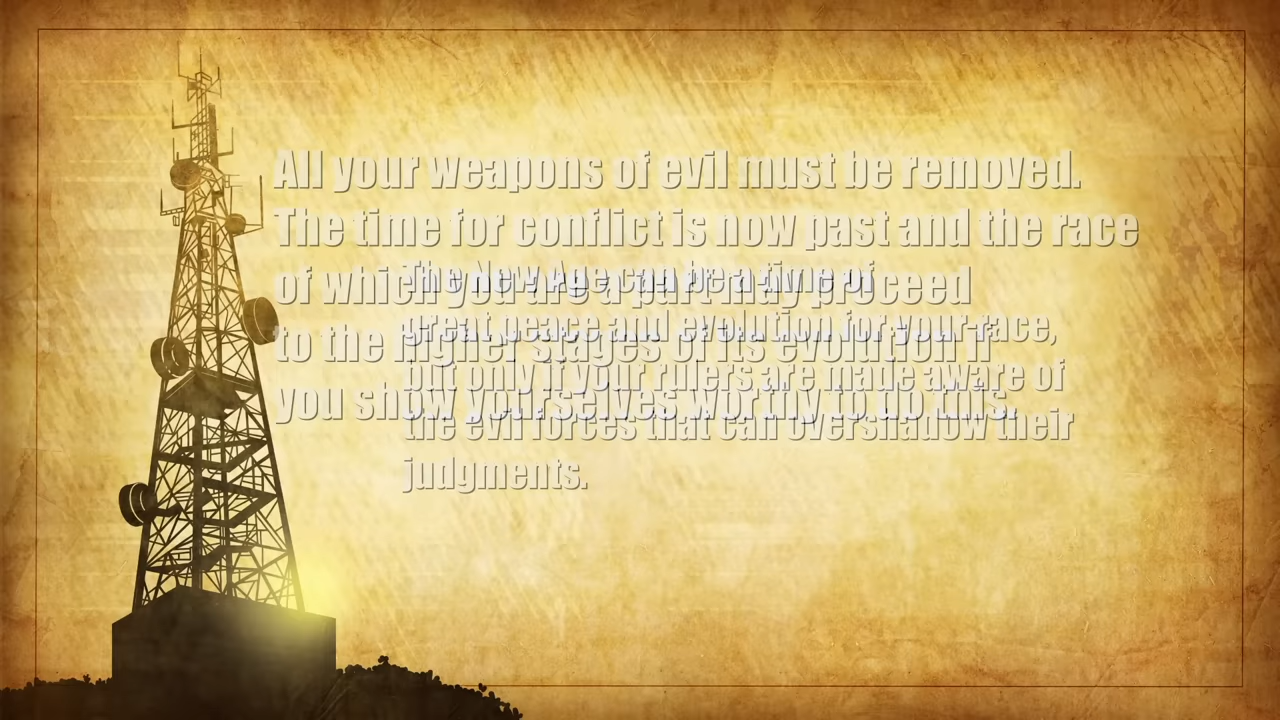 All your weapons of evil must be removed.
The time for conflict is now past and the race
of which you are a part may proceed
to the higher stages of its evolution if
you show yourselves worthy to do this.
The New Age can be a time of
great peace and evolution for your race,
but only if your rulers are made aware of
the evil forces that can overshadow their
judgments.